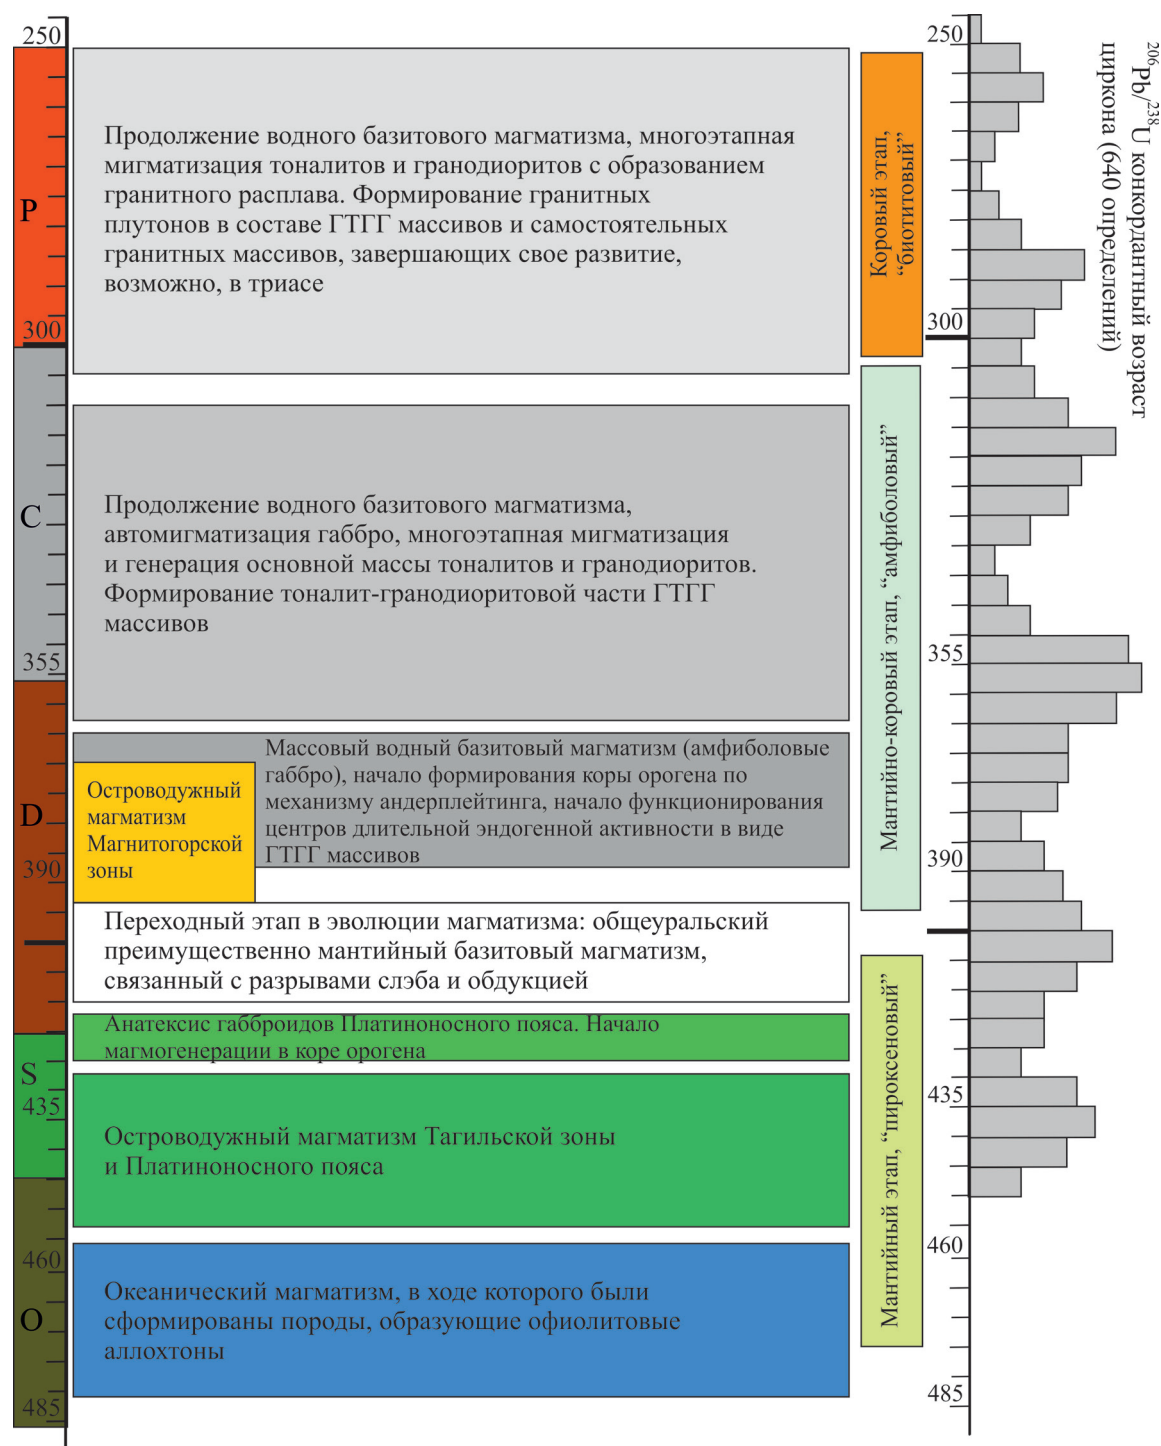 250
P
300
C
355
D
390
S
435
460
O
485
Продолжение водного базитового магматизма, многоэтапная
мигматизация тоналитов и гранодиоритов с образованием
гранитного расплава. Формирование гранитных
плутонов в составе ГТГГ массивов и самостоятельных
гранитных массивов, завершающих свое развитие,
возможно, в триасе
Продолжение водного базитового магматизма,
автомигматизация габбро, многоэтапная мигматизация
и генерация основной массы тоналитов и гранодиоритов.
Формирование тоналит-гранодиоритовой части ГТГГ
массивов
Массовый водный базитовый магматизм (амфиболовые
габбро), начало формирования коры орогена по
механизму андерплейтинга, начало функционирования
центров длительной эндогенной активности в виде
ГТГГ массивов
Островодужный
магматизм
Магнитогорской
зоны
Переходный этап в эволюции магматизма: общеуральский
преимущественно мантийный базитовый магматизм,
связанный с разрывами слэба и обдукцией
Анатексис габброидов Платиноносного пояса. Начало
магмогенерации в коре орогена
Островодужный магматизм Тагильской зоны
и Платиноносного пояса
Океанический магматизм, в ходе которого были
сформированы породы, образующие офиолитовые
аллохтоны
Коровый этап,
”биотитовый”
Мантийно-коровый этап, ” амфиболовый”
Мантийный этап, ”пироксеновый”
250
300
355
390
435
460
485
²⁰⁶Pb/²³⁸U конкордантный возраст
циркона (640 определений)